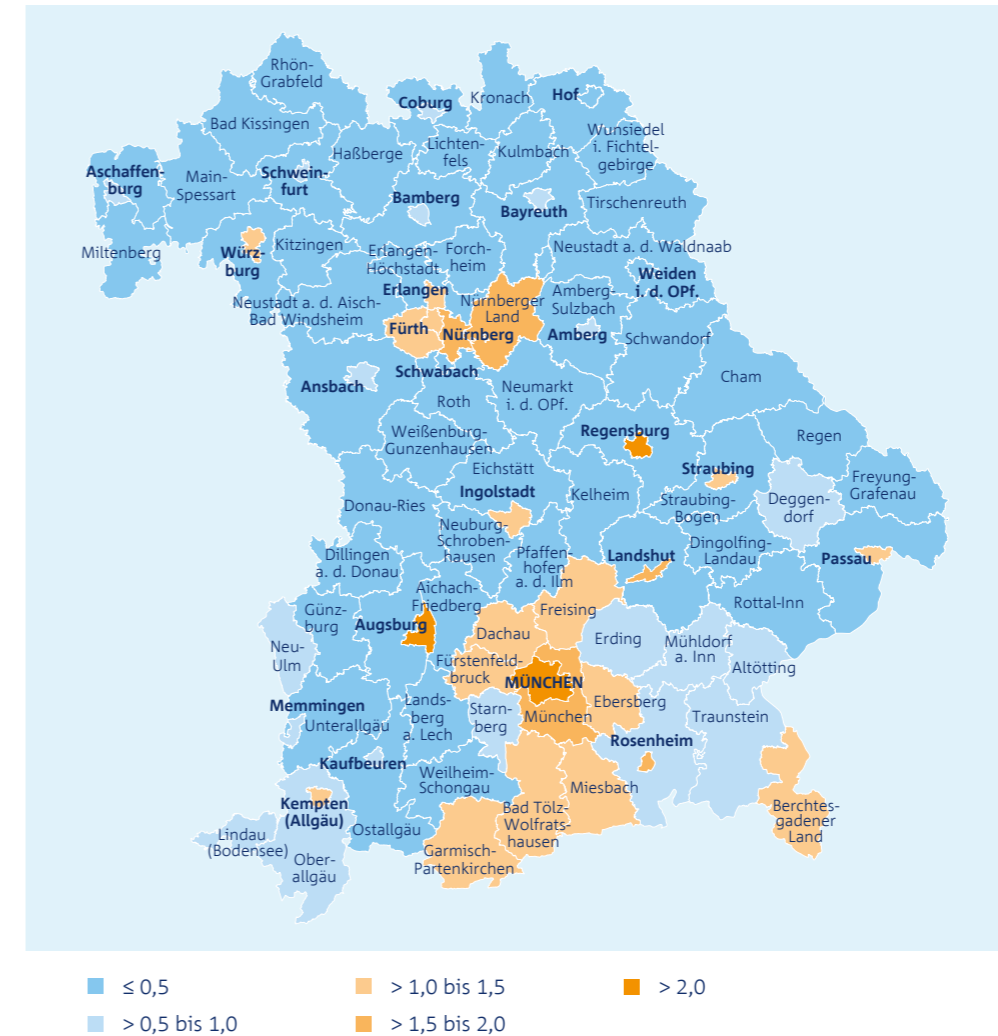 Rhön-
Grabfeld
Coburg
Kronach
Hof
Bad Kissingen
Wunsiedel
i. Fichtel-
gebirge
Haßberge
Lichten-
fels
Kulmbach
Aschaffen-
burg
Main-
Spessart
Schwein-
furt
Bamberg
Bayreuth
Tirschenreuth
Miltenberg
Würz-
burg
Kitzingen
Erlangen-
Höchstadt
Forch-
heim
Neustadt a. d. Waldnaab
Weiden
i. d. OPf.
Erlangen
Neustadt a. d. Aisch-
Bad Windsheim
Nürnberger
Land
Amberg-
Sulzbach
Fürth
Nürnberg
Amberg
Schwandorf
Ansbach
Schwabach
Roth
Neumarkt
i. d. OPf.
Cham
Weißenburg-
Gunzenhausen
Regensburg
Regen
Eichstätt
Straubing
Ingolstadt
Kelheim
Straubing-
Bogen
Deggen-
dorf
Freyung-
Grafenau
Donau-Ries
Neuburg-
Schroben-
hausen
Pfaffen-
hofen
a. d. Ilm
Landshut
Dingolfing-
Landau
Passau
Dillingen
a. d. Donau
Aichach-
Friedberg
Rottal-Inn
Günz-
burg
Augsburg
Freising
Dachau
Erding
Mühldorf
a. Inn
Altötting
Neu-
Ulm
Fürstenfeld-
bruck
MÜNCHEN
Memmingen
Unterallgäu
Lands-
berg
a. Lech
Starn-
berg
München
Ebersberg
Traunstein
Rosenheim
Kaufbeuren
Weilheim-
Schongau
Miesbach
Bad Tölz-
Wolfrats-
hausen
Berchtes-
gadener
Land
Kempten
(Allgäu)
Ostallgäu
Garmisch-
Partenkirchen
Lindau
(Bodensee)
Ober-
allgäu
≤ 0,5
> 1,0 bis 1,5
> 2,0
> 0,5 bis 1,0
> 1,5 bis 2,0